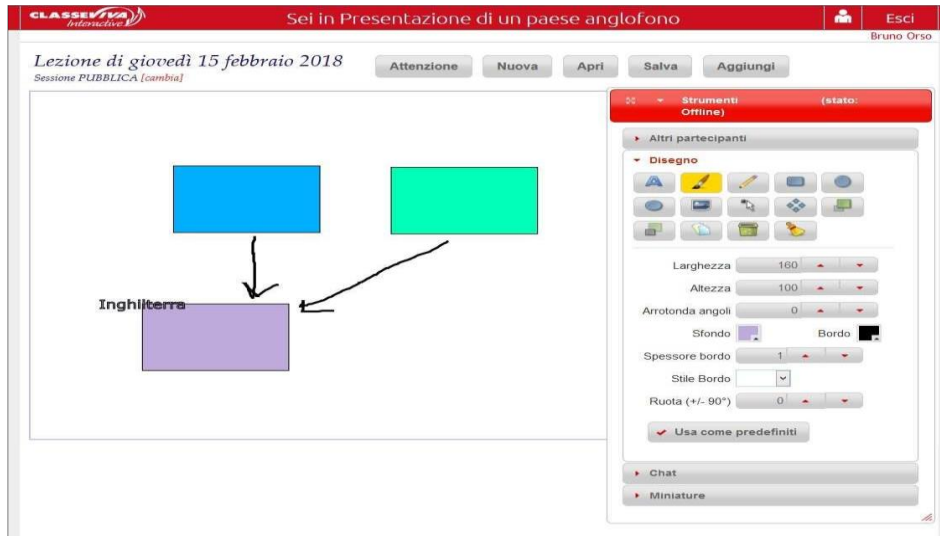 CLASSEVIVA
interactive
Sei in Presentazione di un paese anglofono
Esci
Bruno Orso
Lezione di giovedì 15 febbraio 2018
Sessione PUBBLICA [cambia]
Attenzione
Nuova
Apri
Salva
Aggiungi
Strumenti (stato:
Offline)
Altri partecipanti
Disegno
A
Larghezza 160
Altezza 100
Arrotonda angoli 0
Sfondo Bordo
Spessore bordo 1
Stile Bordo
Ruota (+/- 90°) 0
Usa come predefiniti
Chat
Miniature
Inghilterra